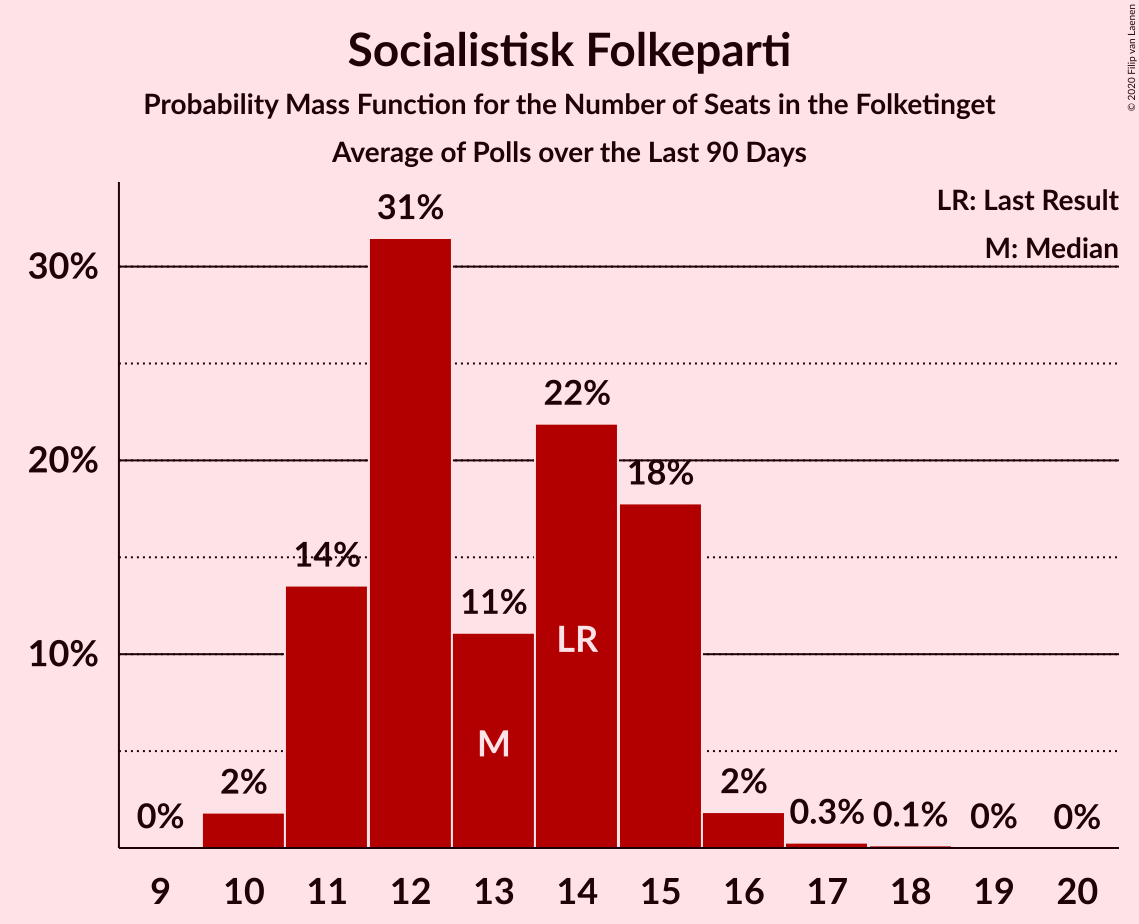 Socialistisk Folkeparti
Probability Mass Function for the Number of Seats in the Folketinget
Average of Polls over the Last 90 Days
© 2020 Filip van Laenen
LR: Last Result
M: Median
30%
20%
10%
0%
2%
14%
31%
11%
22%
18%
2%
0.3%
0.1%
0%
0%
M
LR
9 10 11 12 13 14 15 16 17 18 19 20